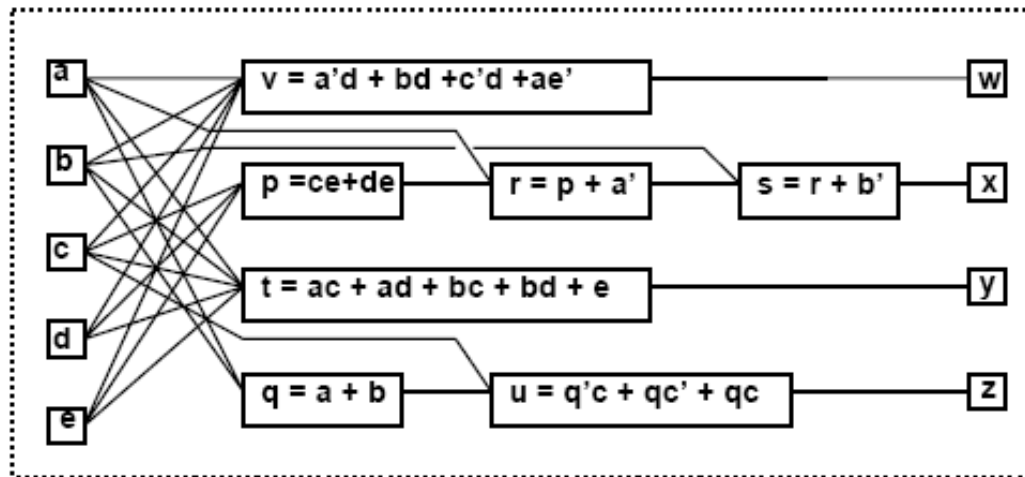 a
v = a'd + bd +c'd +ae'
w
b
p =ce+de
r = p + a'
s = r + b'
x
c
t = ac + ad + bc + bd + e
y
d
q = a + b
u = q'c + qc' + qc
z
e